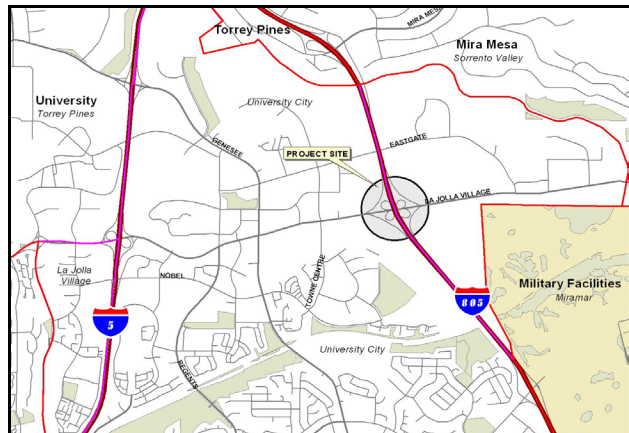 MIRA MESA
Torrey Pines
Mira Mesa
Sorrento Valley
University
Torrey Pines
University City
GENESEE
EASTGATE
PROJECT SITE
LA JOLLA VILLAGE
La Jolla
Village
NOBEL
TOWNE CENTRE
Military Facilities
Miramar
805
5
University City
REGENTS